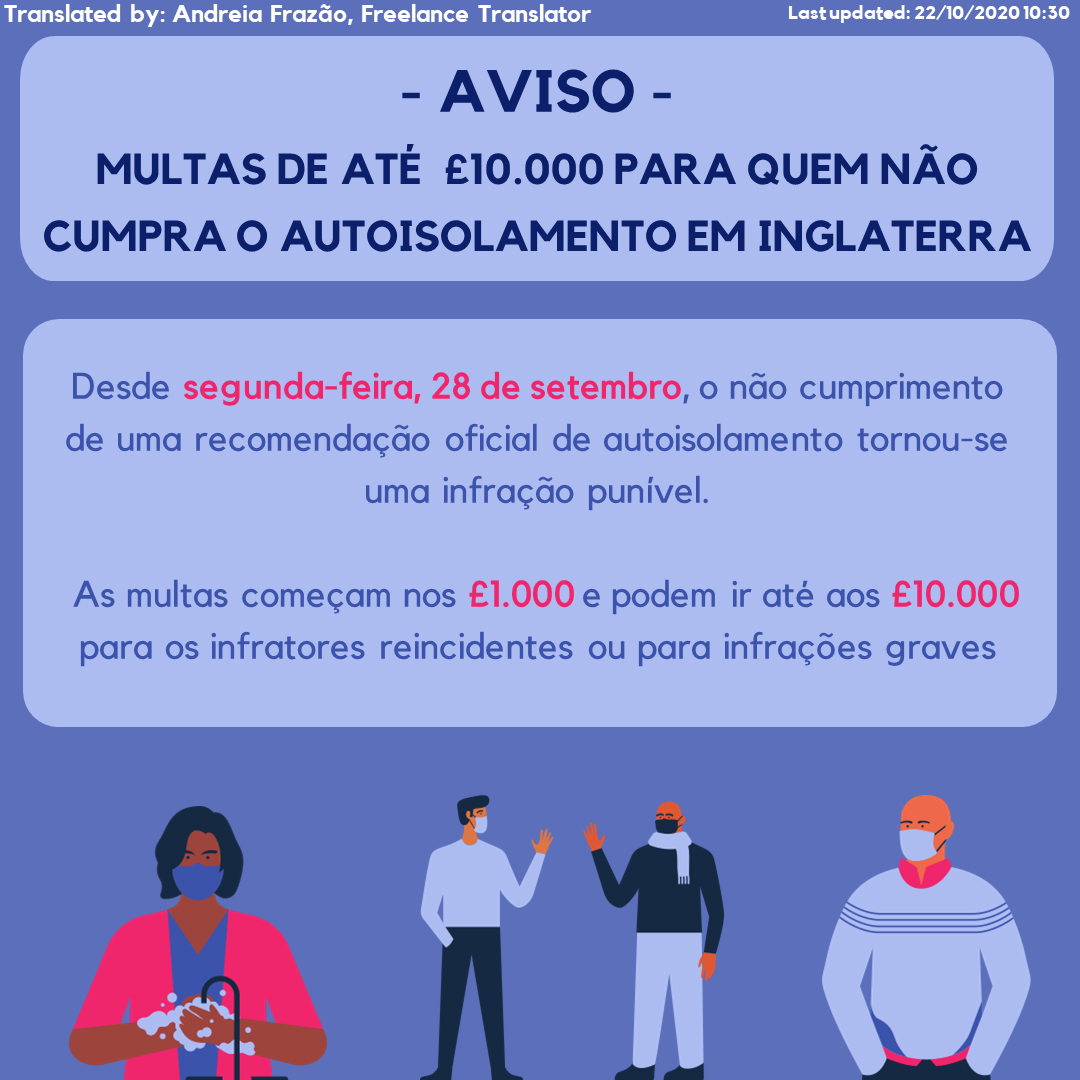 Translated by: Andreia Frazão, Freelance Translator
Last updated: 22/10/2020 10:30
- AVISO -
MULTAS DE ATÉ £10.000 PARA QUEM NÃO
CUMPRA O AUTOISOLAMENTO EM INGLATERRA
Desde segunda-feira, 28 de setembro, o não cumprimento
de uma recomendação oficial de autoisolamento tornou-se
uma infração punível.
As multas começam nos £1.000 e podem ir até aos £10.000
para os infratores reincidentes ou para infrações graves